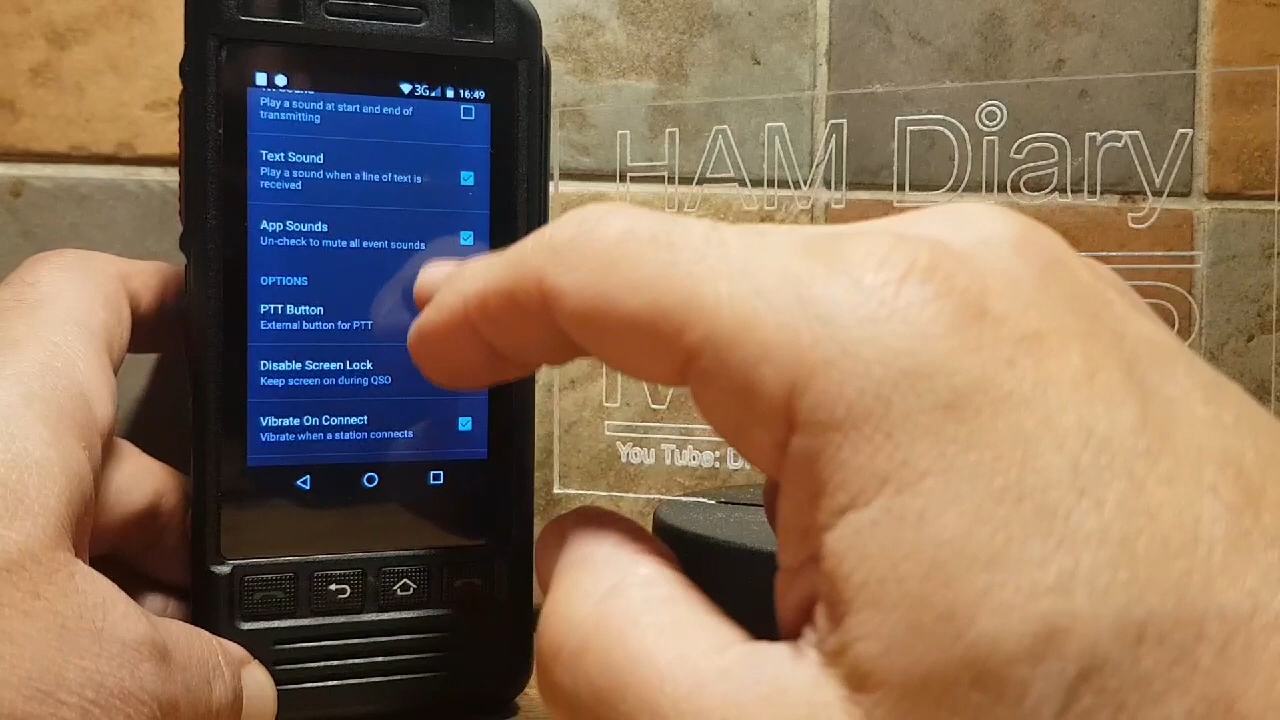 3G 16:49
Play a sound at start and end of
transmitting
Text Sound
Play a sound when a line of text is
received
App Sounds
Un-check to mute all event sounds
OPTIONS
PTT Button
External button for PTT
Disable Screen Lock
Keep screen on during QSO
Vibrate On Connect
Vibrate when a station connects
HAM Diary
You Tube: